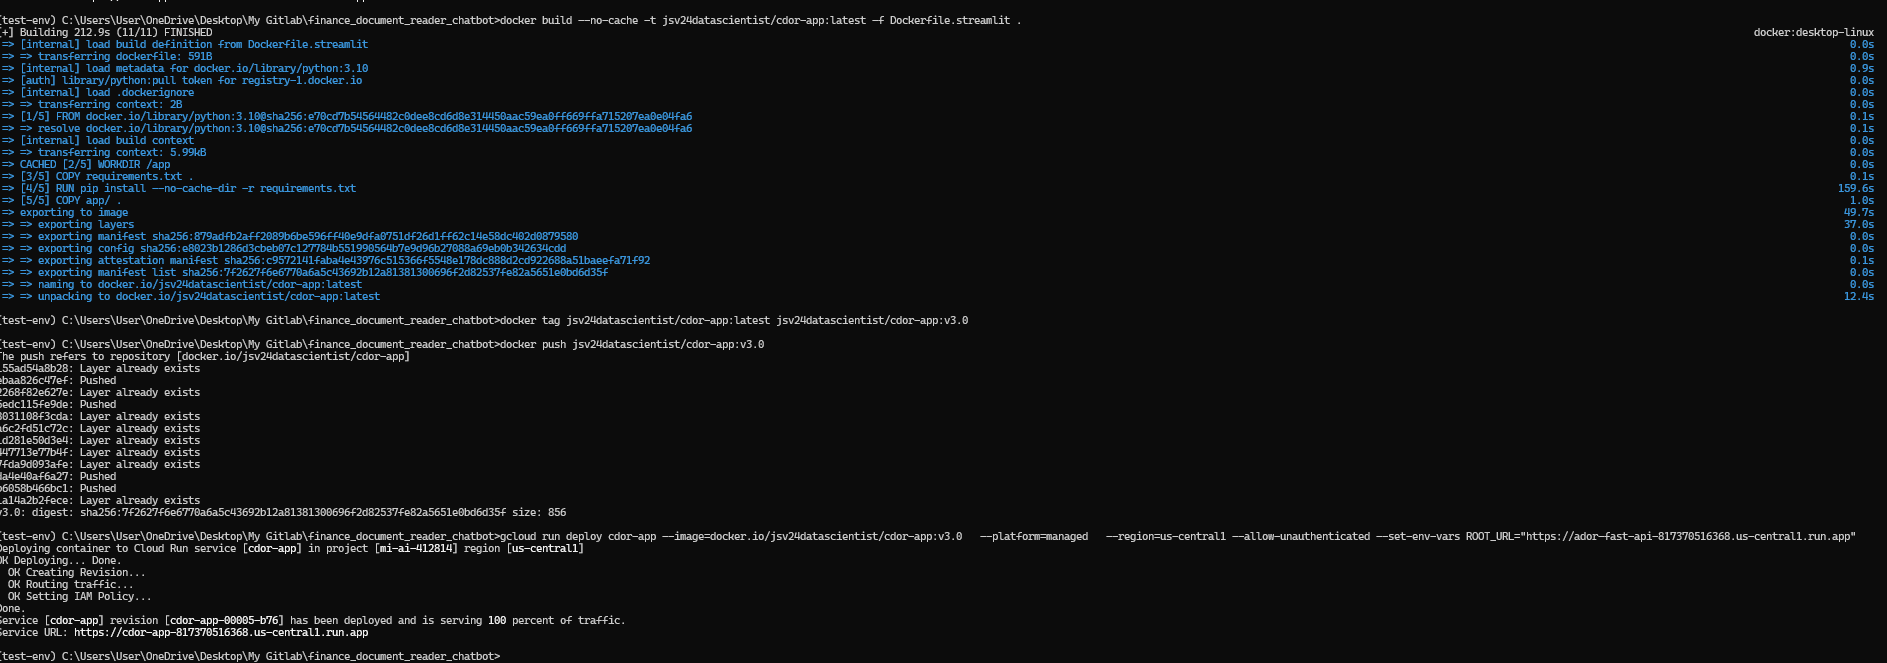 (test-env) C:\Users\User\OneDrive\Desktop\My Gitlab\finance_document_reader_chatbot>docker build --no-cache -t jsv24datascientist/cdor-app:latest -f Dockerfile.streamlit .
[+] Building 212.9s (11/11) FINISHED docker:desktop-linux
=> [internal] load build definition from Dockerfile.streamlit 0.0s
=> => transferring dockerfile: 591B 0.0s
=> [internal] load metadata for docker.io/library/python:3.10 0.9s
=> [auth] library/python:pull token for registry-1.docker.io 0.0s
=> [internal] load .dockerignore 0.0s
=> => transferring context: 2B 0.0s
=> [1/5] FROM docker.io/library/python:3.10@sha256:e70cd7b54564482c0dee8cd6d8e314450aac59ea0ff669ffa715207ea0e04fa6 0.1s
=> => resolve docker.io/library/python:3.10@sha256:e70cd7b54564482c0dee8cd6d8e314450aac59ea0ff669ffa715207ea0e04fa6 0.1s
=> [internal] load build context 0.0s
=> => transferring context: 5.99kB 0.0s
=> CACHED [2/5] WORKDIR /app 0.0s
=> [3/5] COPY requirements.txt . 0.1s
=> [4/5] RUN pip install --no-cache-dir -r requirements.txt 159.6s
=> [5/5] COPY app/ . 1.0s
=> exporting to image 49.7s
=> => exporting layers 37.0s
=> => exporting manifest sha256:879adfb2aff2089b6be596ff40e9dfa0751df26d1ff62c14e58dc402d0879580 0.0s
=> => exporting config sha256:e8023b1286d3cbeb07c127784b551990564b7e9d96b27088a69eb0b342634cdd 0.0s
=> => exporting attestation manifest sha256:c9572141faba4e43976c515366f5548e178dc888d2cd922688a51baeefa71f92 0.1s
=> => exporting manifest list sha256:7f2627f6e6770a6a5c43692b12a81381300696f2d82537fe82a5651e0bd6d35f 0.0s
=> => naming to docker.io/jsv24datascientist/cdor-app:latest 0.0s
=> => unpacking to docker.io/jsv24datascientist/cdor-app:latest 12.4s
(test-env) C:\Users\User\OneDrive\Desktop\My Gitlab\finance_document_reader_chatbot>docker tag jsv24datascientist/cdor-app:latest jsv24datascientist/cdor-app:v3.0
(test-env) C:\Users\User\OneDrive\Desktop\My Gitlab\finance_document_reader_chatbot>docker push jsv24datascientist/cdor-app:v3.0
The push refers to repository [docker.io/jsv24datascientist/cdor-app]
155ad54a8b28: Layer already exists
ebaa826c47ef: Pushed
2268f82e627e: Layer already exists
5edc115fe9de: Pushed
8031108f3cda: Layer already exists
a6c2fd51c72c: Layer already exists
1d281e50d3e4: Layer already exists
447713e77b4f: Layer already exists
7fda9d093afe: Layer already exists
da4e40af6a27: Pushed
b6058b466bc1: Pushed
1a14a2b2fece: Layer already exists
v3.0: digest: sha256:7f2627f6e6770a6a5c43692b12a81381300696f2d82537fe82a5651e0bd6d35f size: 856
(test-env) C:\Users\User\OneDrive\Desktop\My Gitlab\finance_document_reader_chatbot>gcloud run deploy cdor-app --image=docker.io/jsv24datascientist/cdor-app:v3.0 --platform=managed --region=us-central1 --allow-unauthenticated --set-env-vars ROOT_URL="https://ador-fast-api-817370516368.us-central1.run.app"
Deploying container to Cloud Run service [cdor-app] in project [mi-ai-412814] region [us-central1]
OK Deploying... Done.
OK Creating Revision...
OK Routing traffic...
OK Setting IAM Policy...
Done.
Service [cdor-app] revision [cdor-app-00005-b76] has been deployed and is serving 100 percent of traffic.
Service URL: https://cdor-app-817370516368.us-central1.run.app
(test-env) C:\Users\User\OneDrive\Desktop\My Gitlab\finance_document_reader_chatbot>